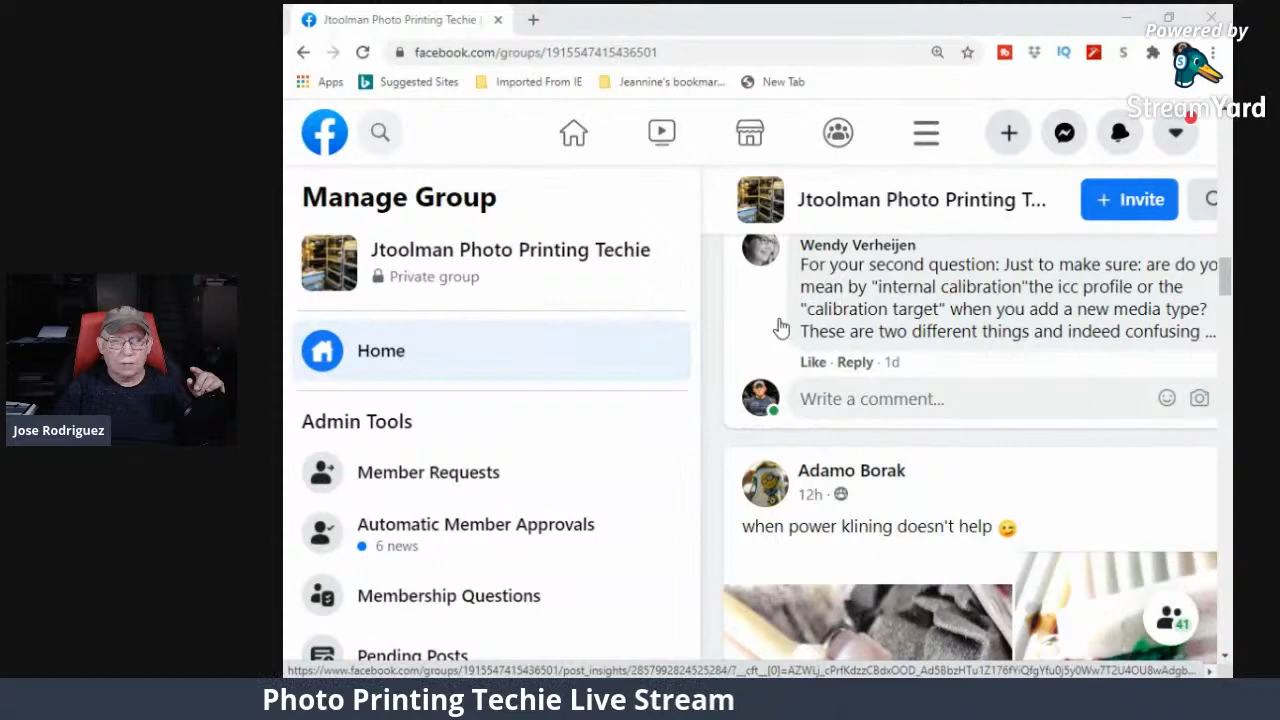 Jtoolman Photo Printing Techie
facebook.com/groups/1915547415436501
Powered by
StreamYard
Apps
Suggested Sites
Imported From IE
Jeannine's bookmar...
New Tab
Manage Group
Jtoolman Photo Printing Techie
Private group
Home
Admin Tools
Member Requests
Automatic Member Approvals
6 news
Membership Questions
Pending Posts
Jtoolman Photo Printing T...
+ Invite
Wendy Verheijen
For your second question: Just to make sure: are do yo
mean by "internal calibration"the icc profile or the
"calibration target" when you add a new media type?
These are two different things and indeed confusing ...
Like · Reply · 1d
Write a comment...
Adamo Borak
12h ·
when power klining doesn't help
41
Jose Rodriguez
Photo Printing Techie Live Stream